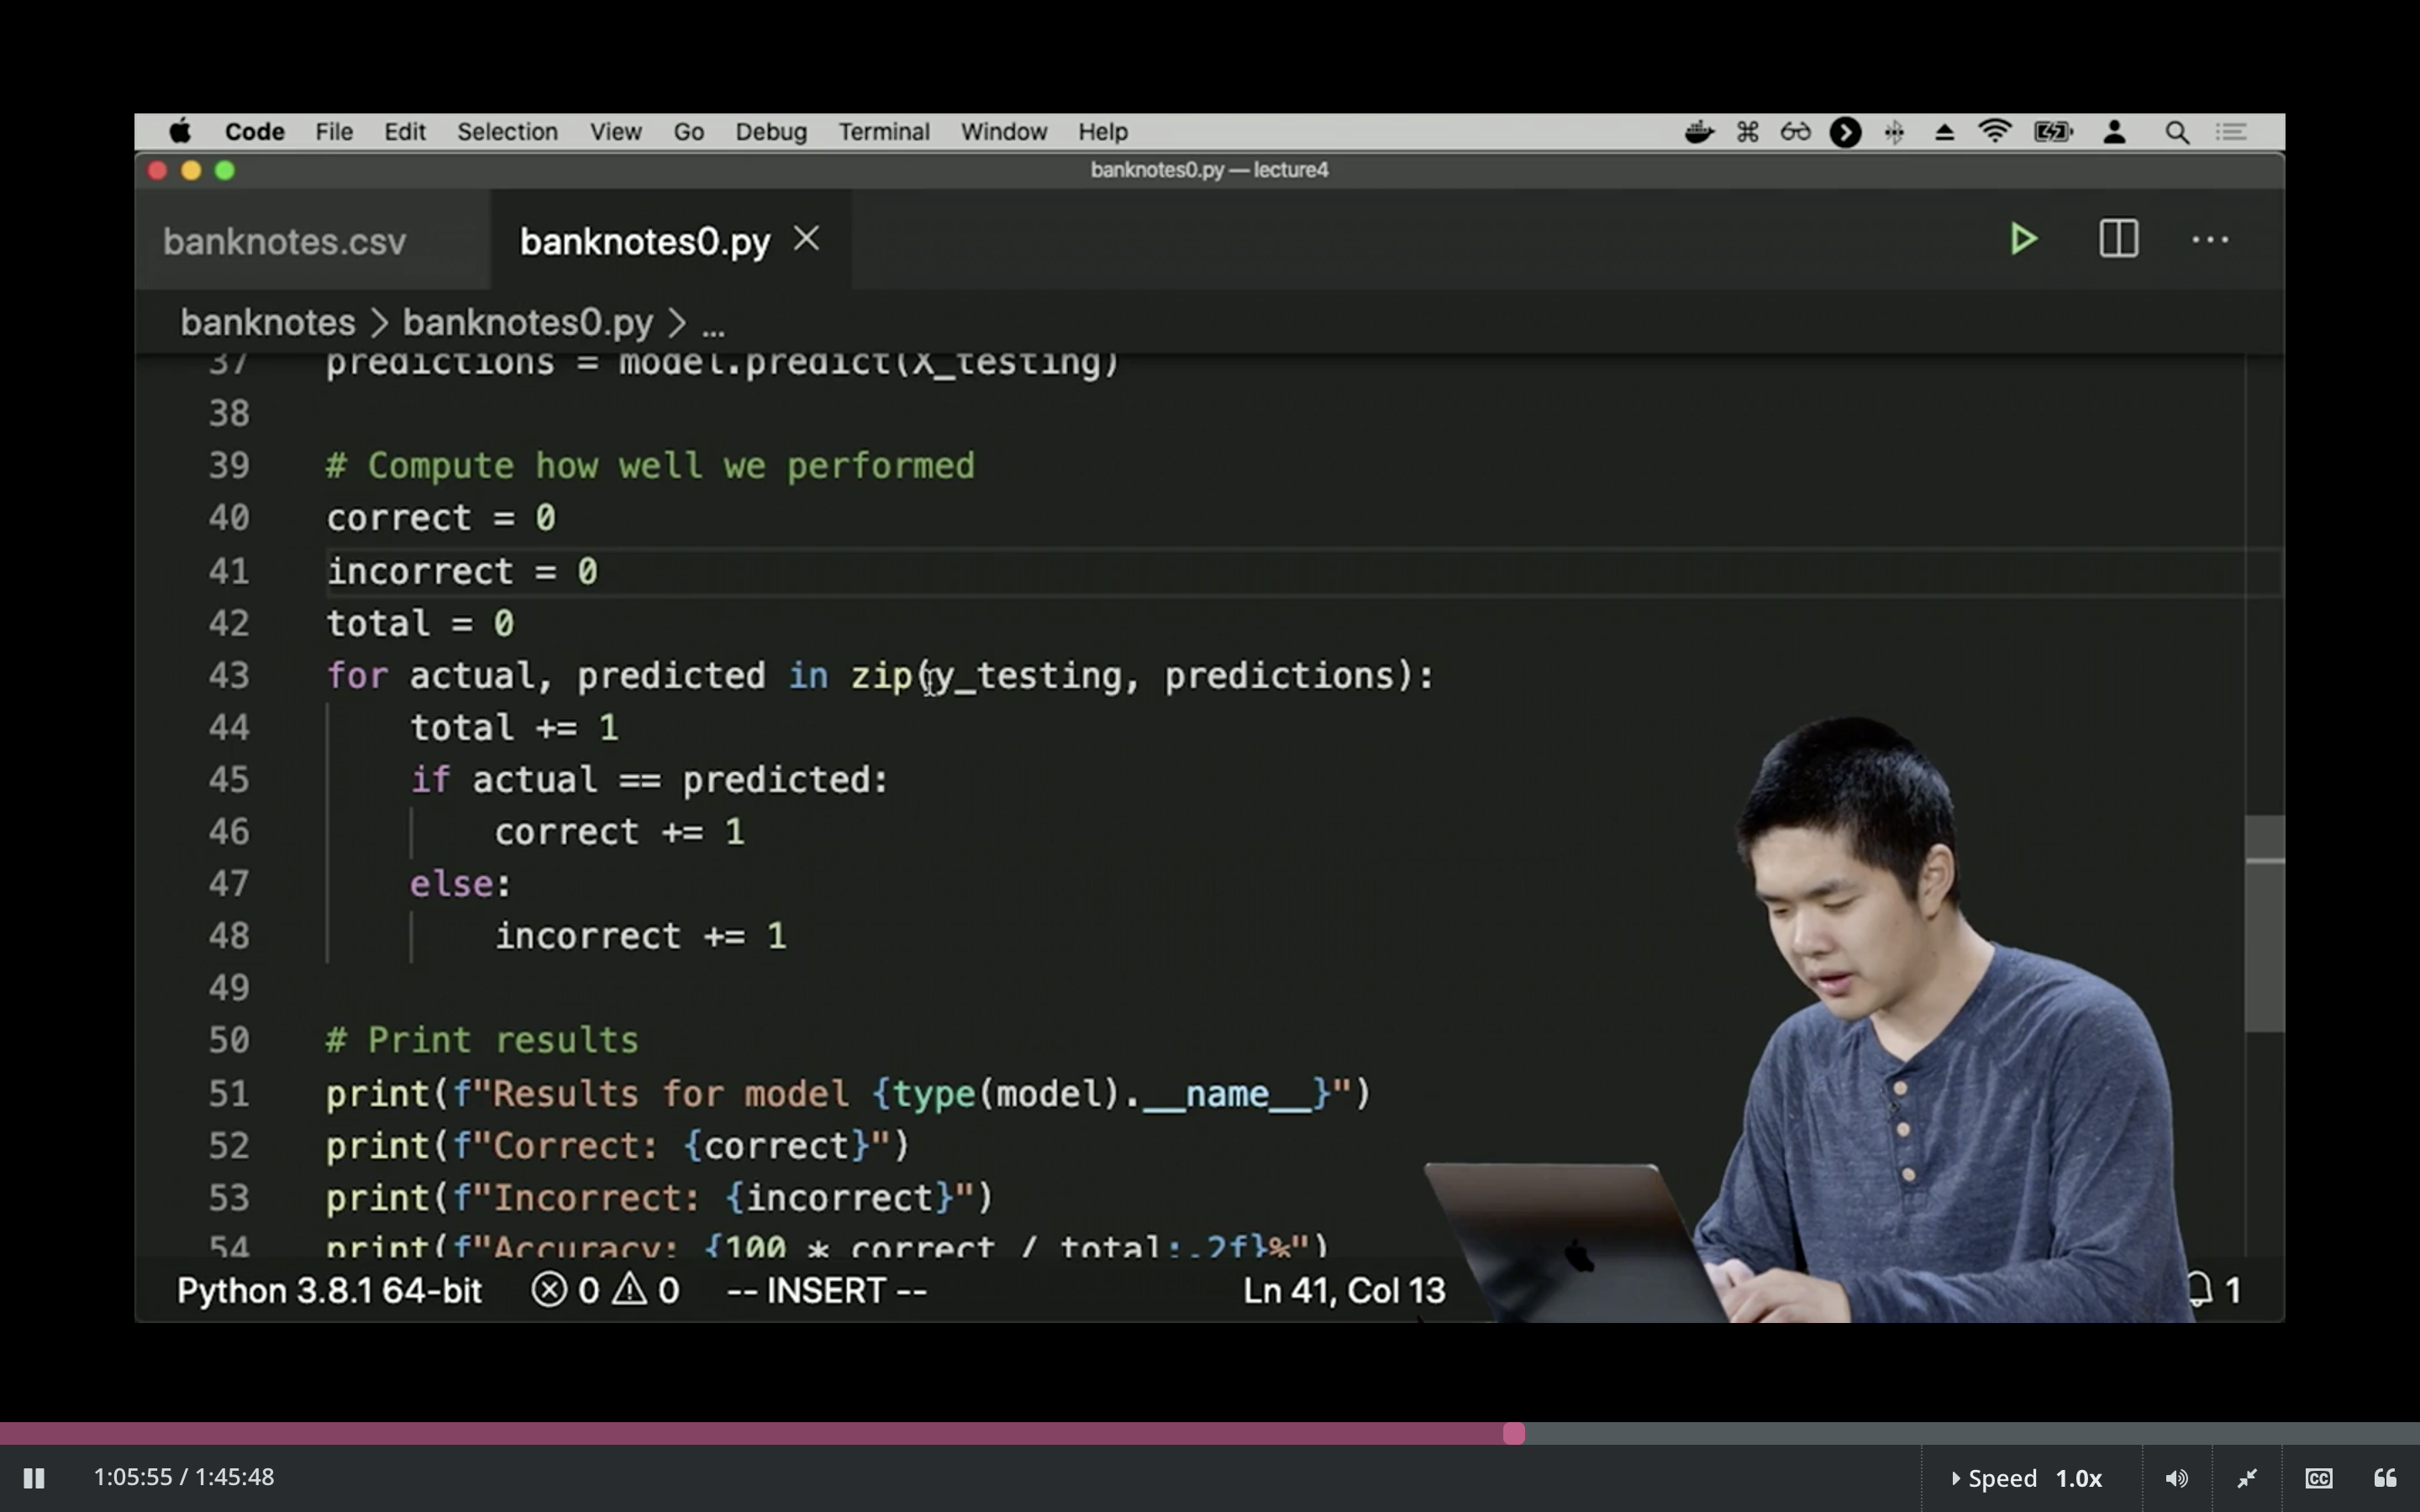 Code File Edit Selection View Go Debug Terminal Window Help
banknotes0.py — lecture4
banknotes.csv banknotes0.py
banknotes > banknotes0.py > ...
37 predictions = model.predict(X_testing)
38
39 # Compute how well we performed
40 correct = 0
41 incorrect = 0
42 total = 0
43 for actual, predicted in zip(y_testing, predictions):
44     total += 1
45     if actual == predicted:
46         correct += 1
47     else:
48         incorrect += 1
49
50 # Print results
51 print(f"Results for model {type(model).__name__}")
52 print(f"Correct: {correct}")
53 print(f"Incorrect: {incorrect}")
54 print(f"Accuracy: {100 * correct / total:.2f}%")
Python 3.8.1 64-bit 0 0 -- INSERT -- Ln 41, Col 13 1
1:05:55 / 1:45:48 Speed 1.0x CC